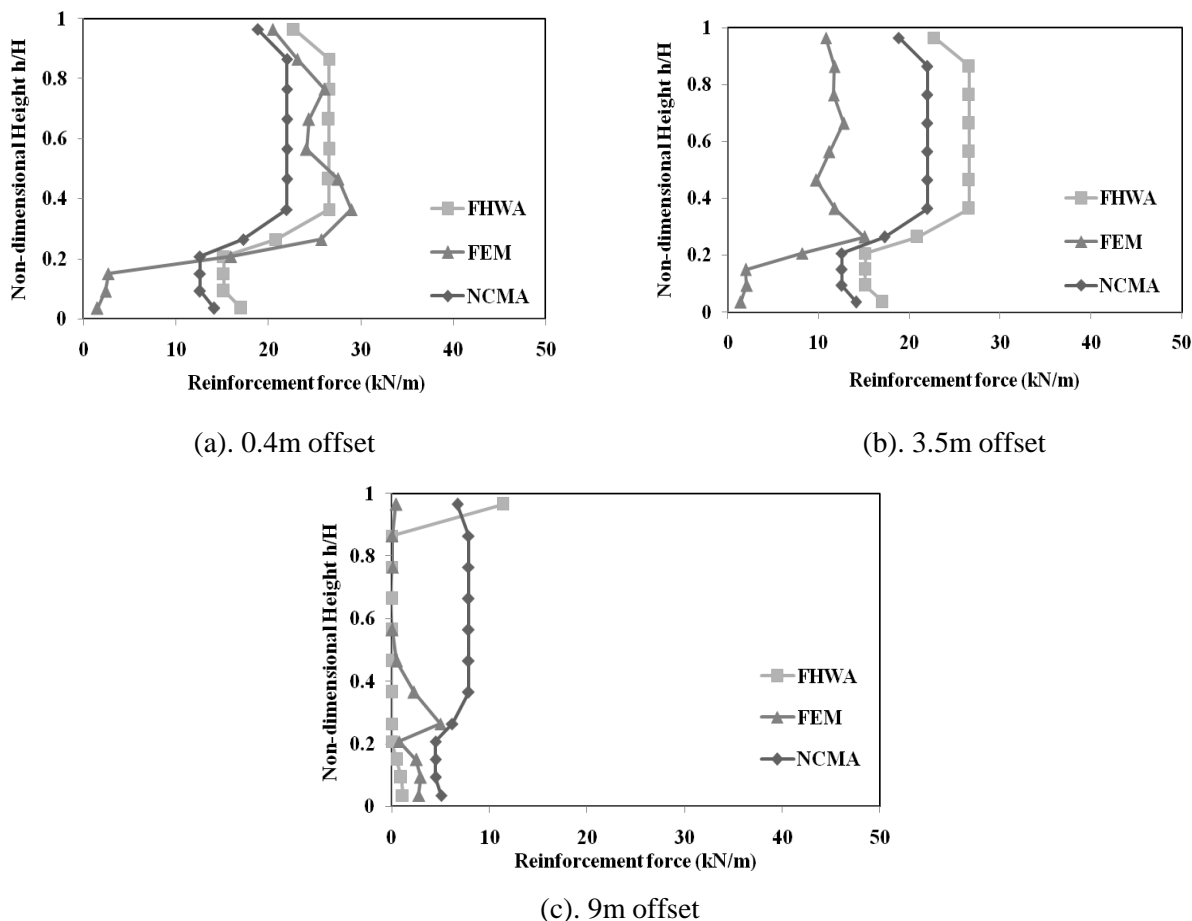 Non-dimensional Height h/H
1
0.8
0.6
0.4
0.2
0
0 10 20 30 40 50
Reinforcement force (kN/m)
FHWA
FEM
NCMA
(a). 0.4m offset
Non-dimensional Height h/H
1
0.8
0.6
0.4
0.2
0
0 10 20 30 40 50
Reinforcement force (kN/m)
FHWA
FEM
NCMA
(b). 3.5m offset
Non-dimensional Height h/H
1
0.8
0.6
0.4
0.2
0
0 10 20 30 40 50
Reinforcement force (kN/m)
FHWA
FEM
NCMA
(c). 9m offset